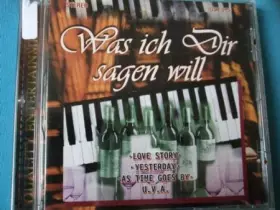 Was ich Dir
sagen will
»LOVE STORY«
»YESTERDAY«
»AS TIME GOES BY«
U.V.A.